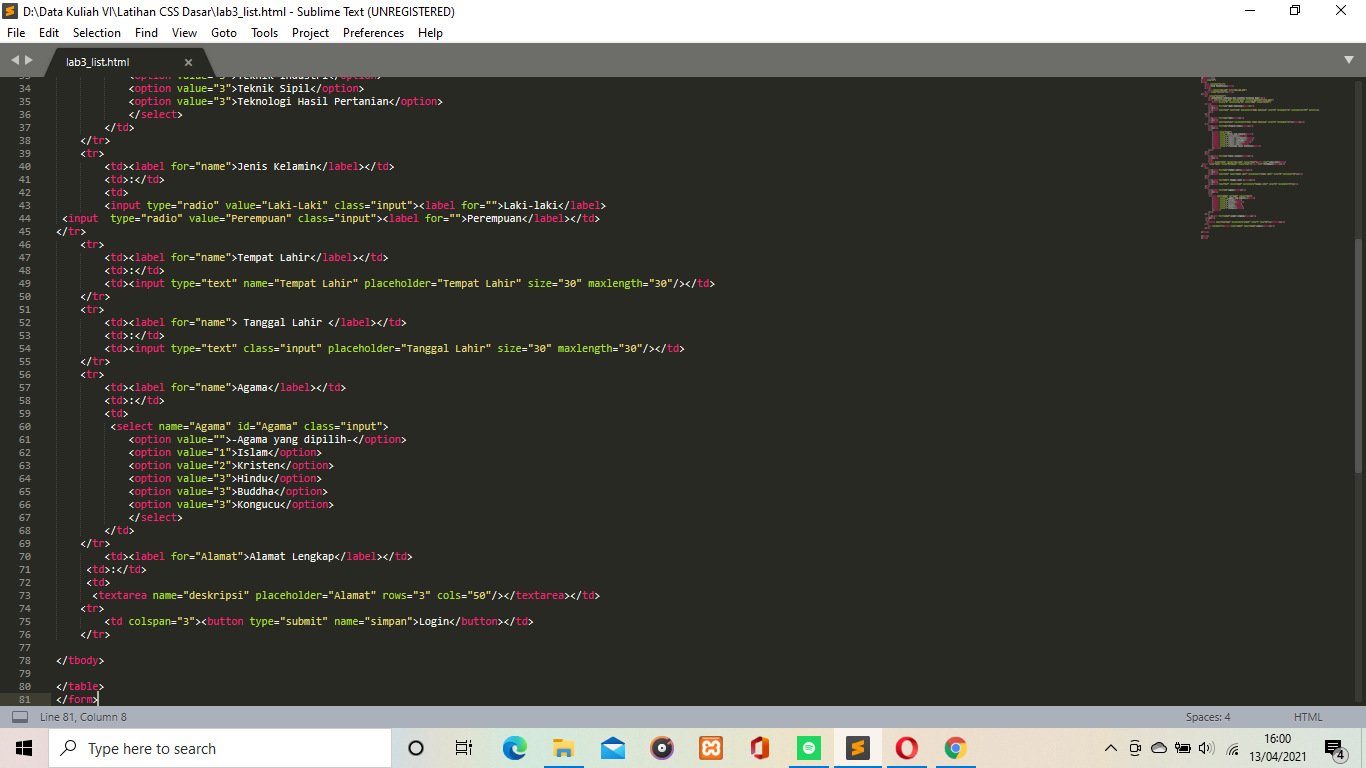 D:\Data Kuliah VI\Latihan CSS Dasar\lab3_list.html - Sublime Text (UNREGISTERED)
File Edit Selection Find View Goto Tools Project Preferences Help
lab3_list.html
33 <option value="3">Teknik Industri</option>
34 <option value="3">Teknik Sipil</option>
35 <option value="3">Teknologi Hasil Pertanian</option>
36 </select>
37 </td>
38 </tr>
39 <tr>
40 <td><label for="name">Jenis Kelamin</label></td>
41 <td>:</td>
42 <td>
43 <input type="radio" value="Laki-Laki" class="input"><label for="">Laki-laki</label>
44 <input  type="radio" value="Perempuan" class="input"><label for="">Perempuan</label></td>
45 </tr>
46 <tr>
47 <td><label for="name">Tempat Lahir</label></td>
48 <td>:</td>
49 <td><input type="text" name="Tempat Lahir" placeholder="Tempat Lahir" size="30" maxlength="30"/></td>
50 </tr>
51 <tr>
52 <td><label for="name"> Tanggal Lahir </label></td>
53 <td>:</td>
54 <td><input type="text" class="input" placeholder="Tanggal Lahir" size="30" maxlength="30"/></td>
55 </tr>
56 <tr>
57 <td><label for="name">Agama</label></td>
58 <td>:</td>
59 <td>
60 <select name="Agama" id="Agama" class="input">
61 <option value="">-Agama yang dipilih-</option>
62 <option value="1">Islam</option>
63 <option value="2">Kristen</option>
64 <option value="3">Hindu</option>
65 <option value="3">Buddha</option>
66 <option value="3">Kongucu</option>
67 </select>
68 </td>
69 </tr>
70 <td><label for="Alamat">Alamat Lengkap</label></td>
71 <td>:</td>
72 <td>
73 <textarea name="deskripsi" placeholder="Alamat" rows="3" cols="50"/></textarea></td>
74 <tr>
75 <td colspan="3"><button type="submit" name="simpan">Login</button></td>
76 </tr>
77
78 </tbody>
79
80 </table>
81 </form>
Line 81, Column 8 Spaces: 4 HTML
Type here to search
16:00
13/04/2021
4